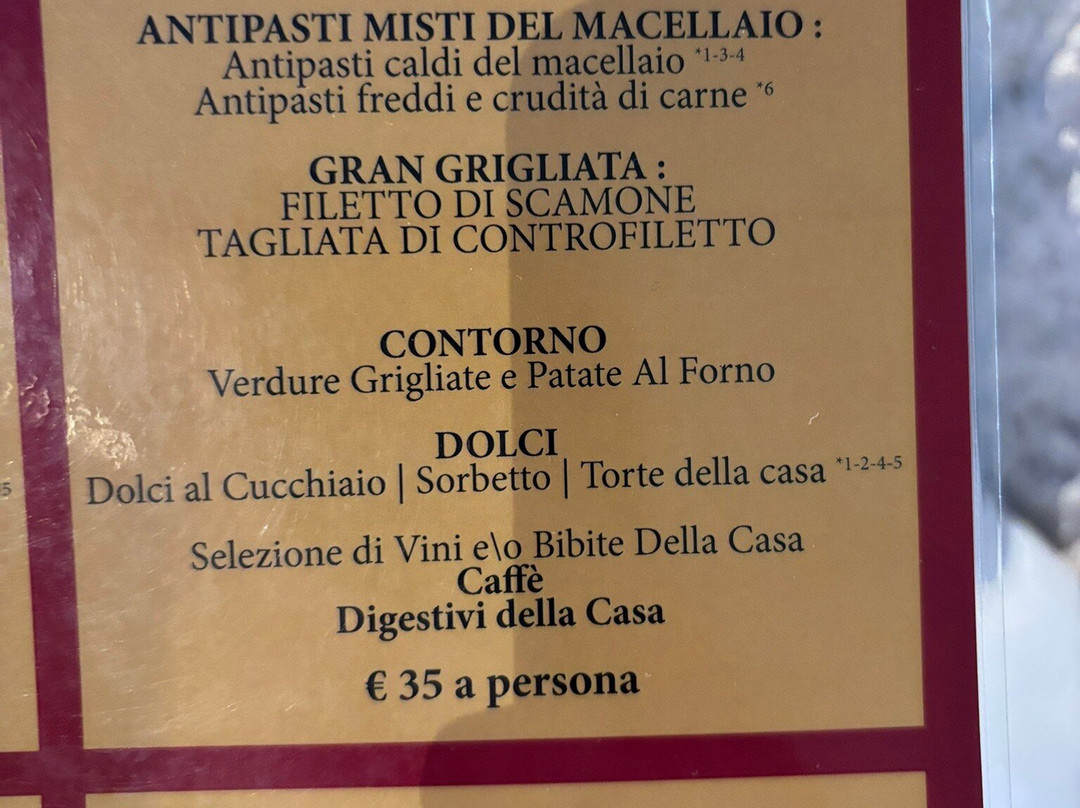 ANTIPASTI MISTI DEL MACELLAIO :
Antipasti caldi del macellaio *1-3-4
Antipasti freddi e crudità di carne *6
GRAN GRIGLIATA :
FILETTO DI SCAMONE
TAGLIATA DI CONTROFILETTO
CONTORNO
Verdure Grigliate e Patate Al Forno
DOLCI
Dolci al Cucchiaio | Sorbetto | Torte della casa *1-2-4-5
5
Selezione di Vini e\o Bibite Della Casa
Caffè
Digestivi della Casa
€ 35 a persona